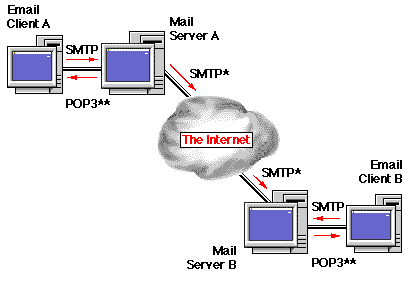 Email
Client A
Mail
Server A
SMTP
SMTP*
POP3**
The Internet
SMTP*
Email
Client B
SMTP
Mail
Server B
POP3**